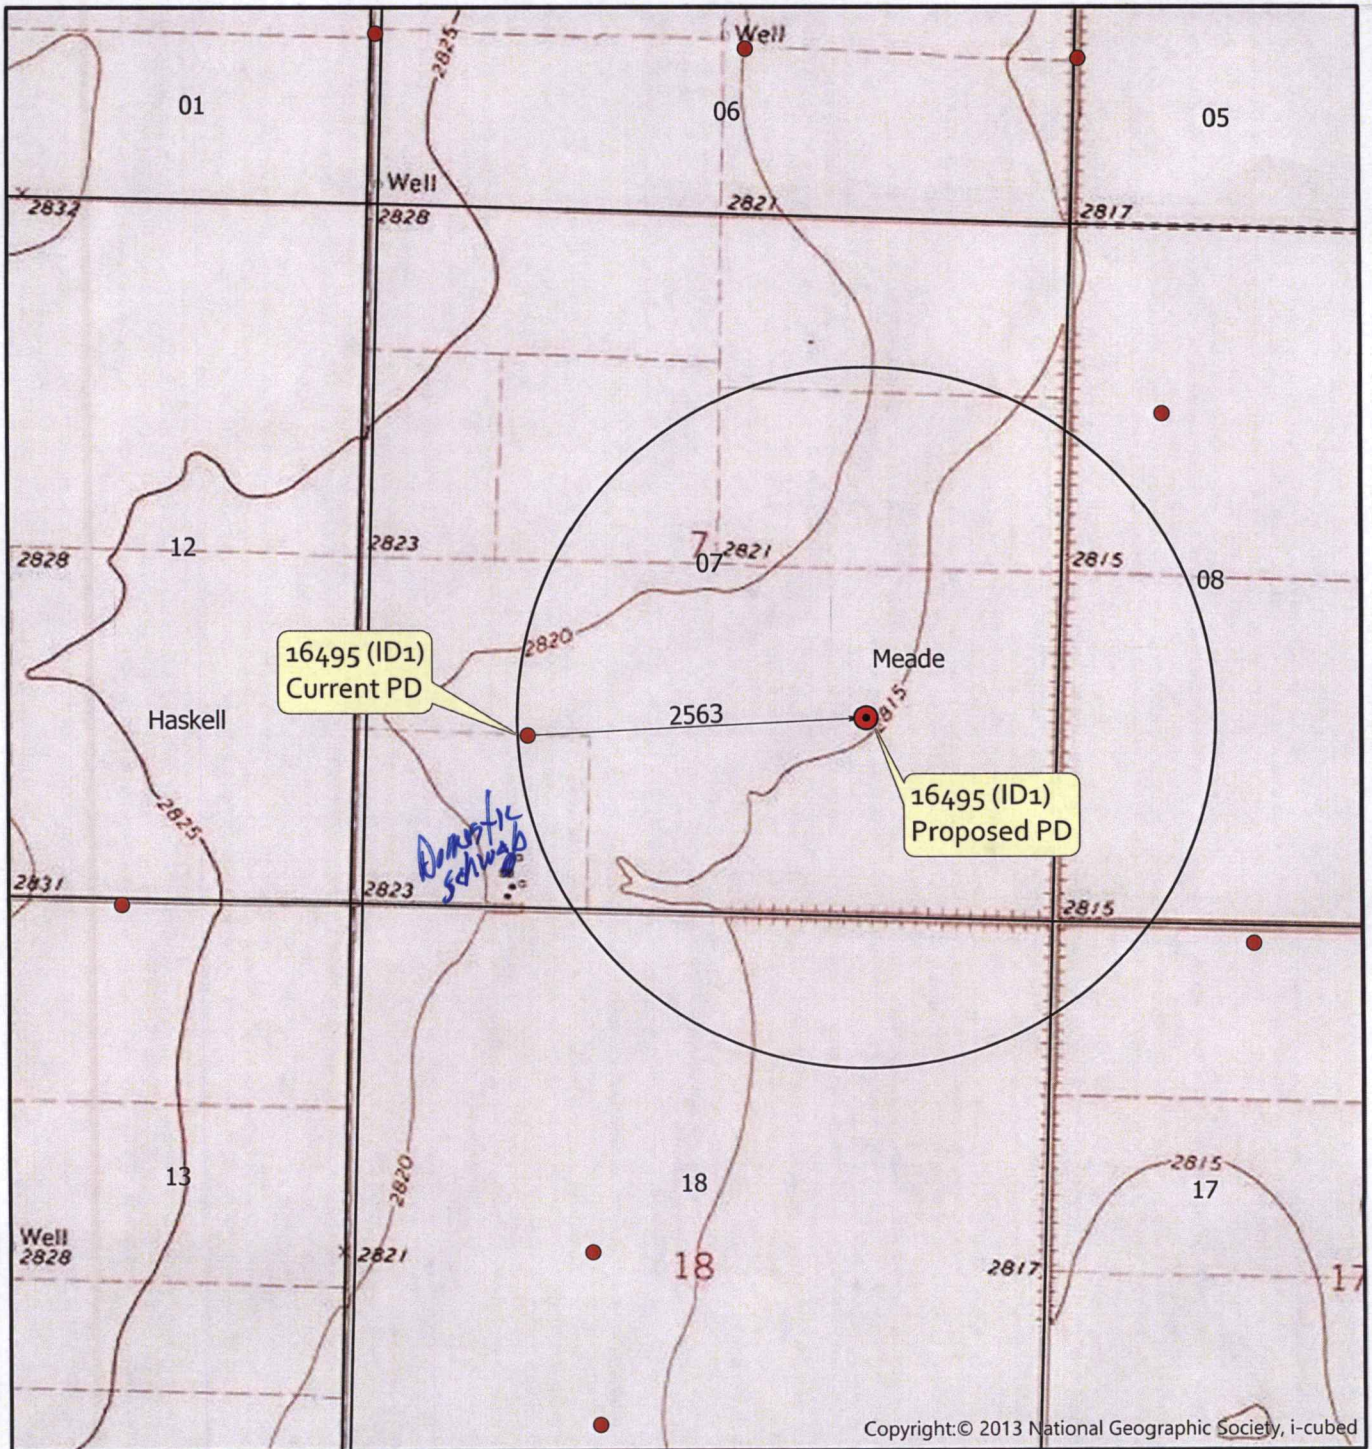 2825
Well
01
06
05
Well
2832
2828
2821
2817
12
2828
2823
7
2821
07
2815
08
2820
16495 (ID1)
Current PD
Meade
Haskell
2563
2815
16495 (ID1)
Proposed PD
2825
Domestic
schwab
2831
2823
2815
13
18
2815
17
2820
Well
2828
2821
18
2817
17
Copyright:© 2013 National Geographic Society, i-cubed